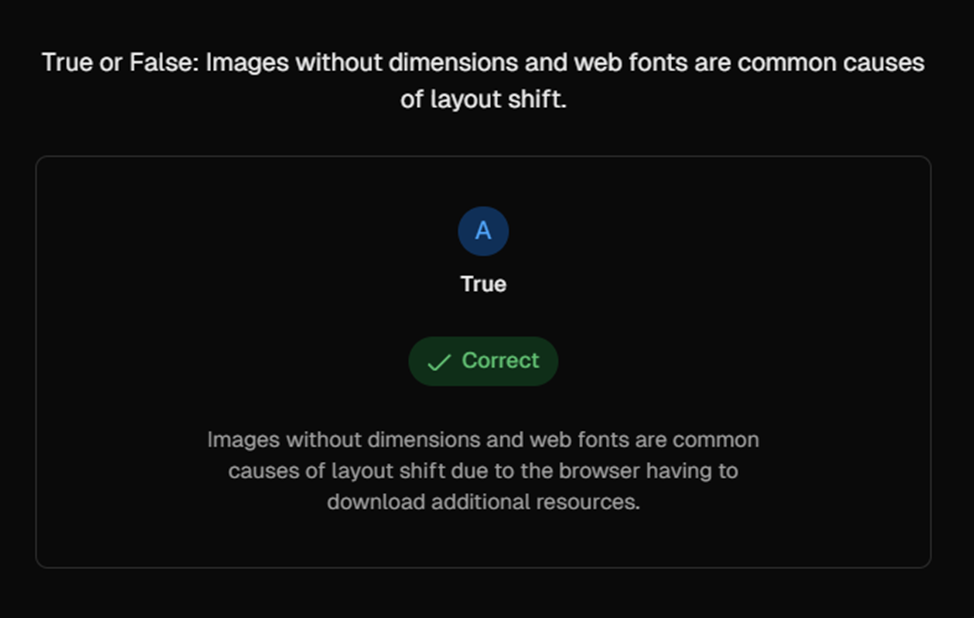 True or False: Images without dimensions and web fonts are common causes
of layout shift.
A
True
Correct
Images without dimensions and web fonts are common
causes of layout shift due to the browser having to
download additional resources.